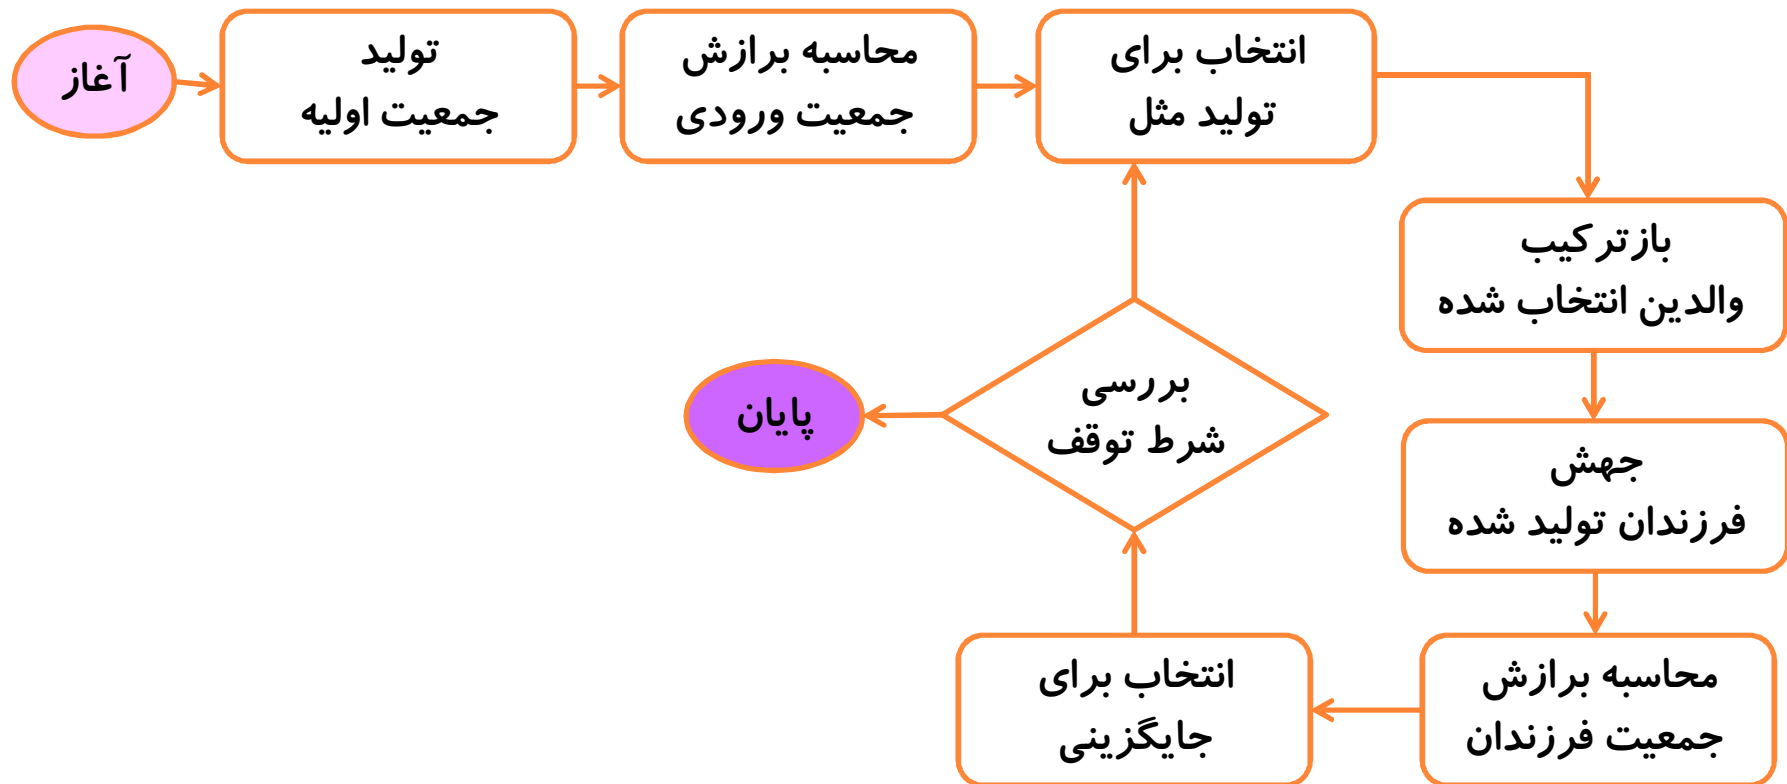 آغاز
تولید
جمعیت اولیه
محاسبه برازش
جمعیت ورودی
انتخاب برای
تولید مثل
بازترکیب
والدین انتخاب شده
جهش
فرزندان تولید شده
محاسبه برازش
جمعیت فرزندان
انتخاب برای
جایگزینی
بررسی
شرط توقف
پایان